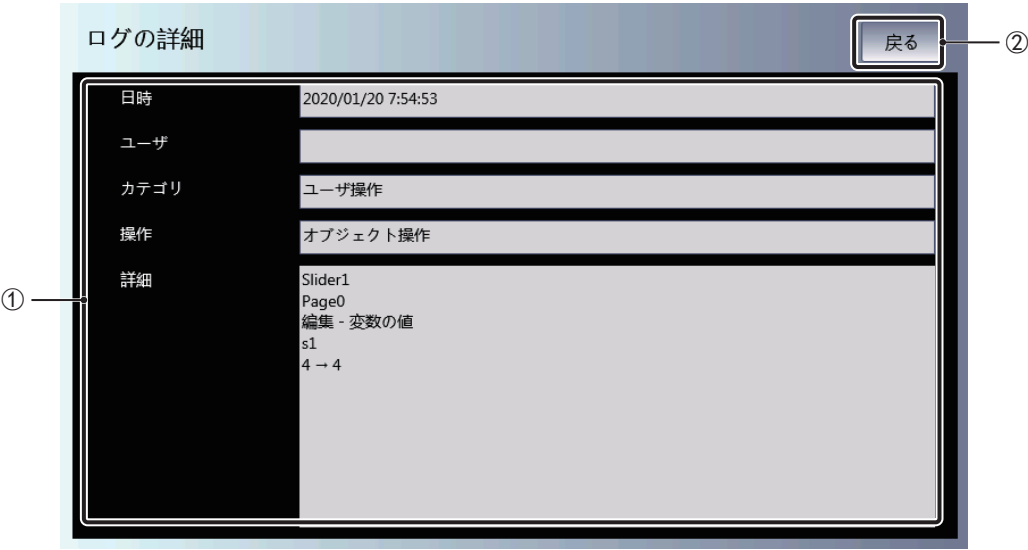 ログの詳細
戻る
②
日時
2020/01/20 7:54:53
ユーザ
カテゴリ
ユーザ操作
操作
オブジェクト操作
①
詳細
Slider1
Page0
編集 - 変数の値
s1
4 → 4